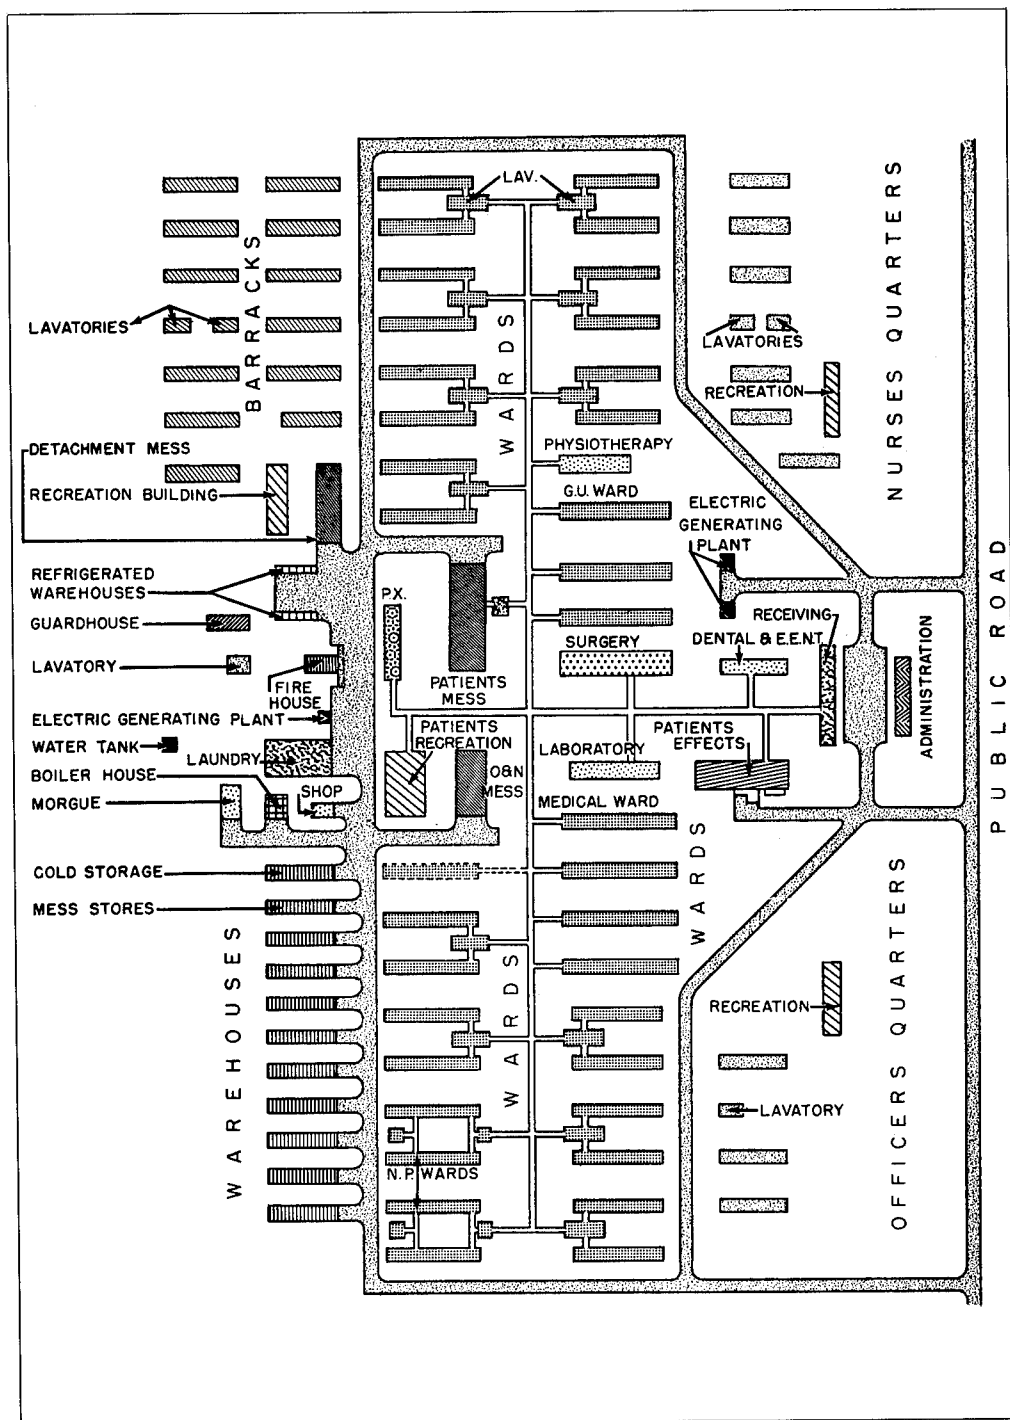 LAV.
BARRACKS
LAVATORIES
WARDS
LAVATORIES
RECREATION
NURSES QUARTERS
DETACHMENT MESS
RECREATION BUILDING
PHYSIOTHERAPY
G.U. WARD
ELECTRIC
GENERATING
PLANT
REFRIGERATED
WAREHOUSES
GUARDHOUSE
P.X.
RECEIVING
SURGERY
DENTAL & E.E.N.T.
LAVATORY
FIRE
HOUSE
PATIENTS
MESS
ADMINISTRATION
PUBLIC ROAD
ELECTRIC GENERATING PLANT
WATER TANK
LAUNDRY
PATIENTS
RECREATION
LABORATORY
PATIENTS
EFFECTS
BOILER HOUSE
MORGUE
SHOP
O&N
MESS
MEDICAL WARD
COLD STORAGE
MESS STORES
WARDS
WAREHOUSES
WARDS
RECREATION
LAVATORY
OFFICERS QUARTERS
N.P. WARDS